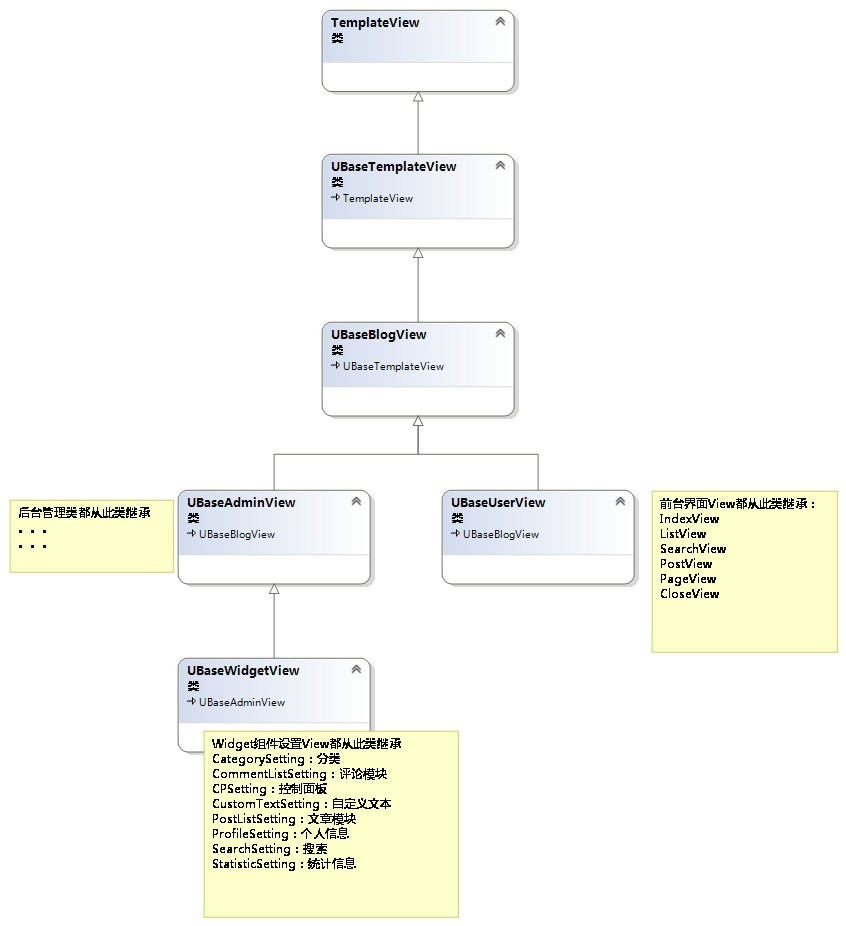 TemplateView
类
UBaseTemplateView
类
TemplateView
UBaseBlogView
类
UBaseTemplateView
后台管理类都从此类继承
· · ·
· · ·
UBaseAdminView
类
UBaseBlogView
UBaseUserView
类
UBaseBlogView
前台界面View都从此类继承：
IndexView
ListView
SearchView
PostView
PageView
CloseView
UBaseWidgetView
类
UBaseAdminView
Widget组件设置View都从此类继承
CategorySetting：分类
CommentListSetting：评论模块
CPSetting：控制面板
CustomTextSetting：自定义文本
PostListSetting：文章模块
ProfileSetting：个人信息
SearchSetting：搜索
StatisticSetting：统计信息